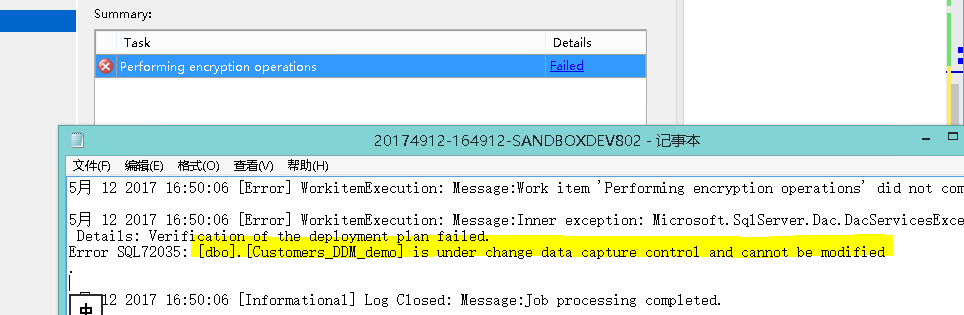 Summary:
Task Details
Performing encryption operations Failed
20174912-164912-SANDBOXDEV802 - 记事本
文件(F) 编辑(E) 格式(O) 查看(V) 帮助(H)
5月 12 2017 16:50:06 [Error] WorkitemExecution: Message:Work item 'Performing encryption operations' did not com
5月 12 2017 16:50:06 [Error] WorkitemExecution: Message:Inner exception: Microsoft.SqlServer.Dac.DacServicesExce
Details: Verification of the deployment plan failed.
Error SQL72035: [dbo].[Customers_DDM_demo] is under change data capture control and cannot be modified
.
月 12 2017 16:50:06 [Informational] Log Closed: Message:Job processing completed.
中